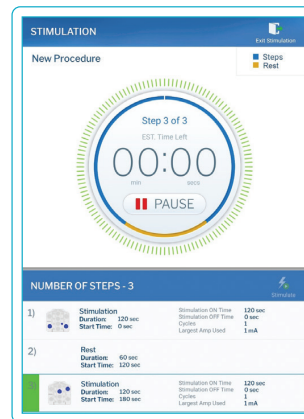 STIMULATION
Exit Stimulation
New Procedure
Steps
Rest
Step 3 of 3
EST. Time Left
00:00
min secs
PAUSE
NUMBER OF STEPS - 3
Stimulate
1) Stimulation Stimulation ON Time 120 sec
Duration: 120 sec Stimulation OFF Time 0 sec
Start Time: 0 sec Cycles 1
Largest Amp Used 1 mA
2) Rest
Duration: 60 sec
Start Time: 120 sec
3) Stimulation Stimulation ON Time 120 sec
Duration: 120 sec Stimulation OFF Time 0 sec
Start Time: 180 sec Cycles 1
Largest Amp Used 1 mA